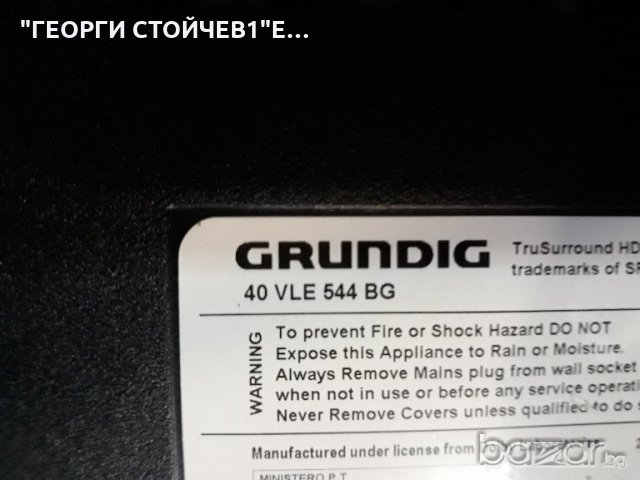 "ГЕОРГИ СТОЙЧЕВ1"Е...
GRUNDIG
TruSurround HD
trademarks of SR
40 VLE 544 BG
WARNING
To prevent Fire or Shock Hazard DO NOT
Expose this Appliance to Rain or Moisture.
Always Remove Mains plug from wall socket
when not in use or before any service operati
Never Remove Covers unless qualified to do s
Manufactured under license from
MINISTERO P.T.
bazar.bg